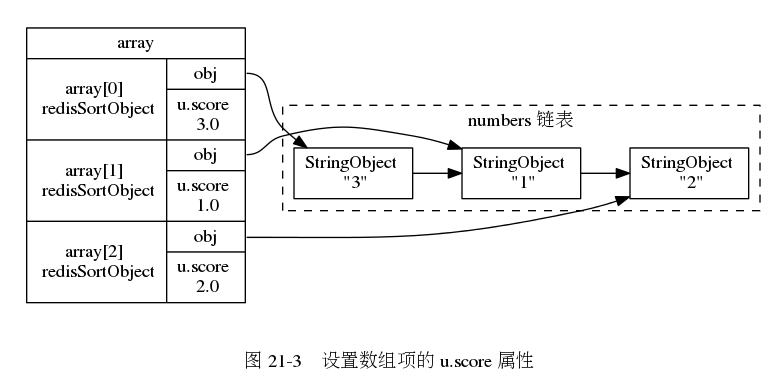 array
array[0]
redisSortObject
obj
u.score
3.0
array[1]
redisSortObject
obj
u.score
1.0
array[2]
redisSortObject
obj
u.score
2.0
numbers 链表
StringObject
"3"
StringObject
"1"
StringObject
"2"
图 21-3 设置数组项的 u.score 属性